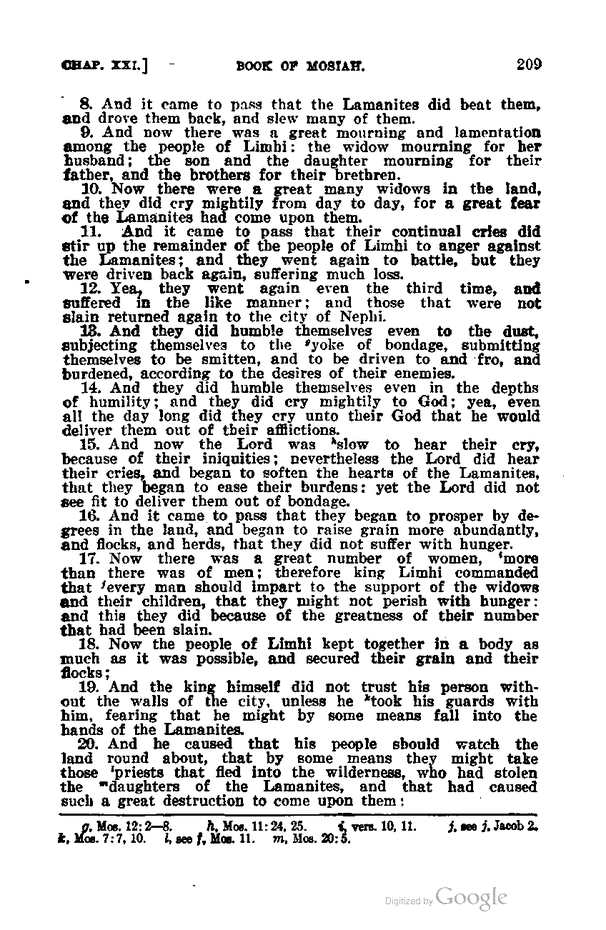 CHAP. XXI.] BOOK OF MOSIAH. 209
8. And it came to pass that the Lamanites did beat them,
and drove them back, and slew many of them.
9. And now there was a great mourning and lamentation
among the people of Limhi: the widow mourning for her
husband; the son and the daughter mourning for their
father, and the brothers for their brethren.
10. Now there were a great many widows in the land,
and they did cry mightily from day to day, for a great fear
of the Lamanites had come upon them.
11. And it came to pass that their continual cries did
stir up the remainder of the people of Limhi to anger against
the Lamanites; and they went again to battle, but they
were driven back again, suffering much loss.
12. Yea, they went again even the third time, and
suffered in the like manner; and those that were not
slain returned again to the city of Nephi.
13. And they did humble themselves even to the dust,
subjecting themselves to the ᵍyoke of bondage, submitting
themselves to be smitten, and to be driven to and fro, and
burdened, according to the desires of their enemies.
14. And they did humble themselves even in the depths
of humility; and they did cry mightily to God; yea, even
all the day long did they cry unto their God that he would
deliver them out of their afflictions.
15. And now the Lord was ʰslow to hear their cry,
because of their iniquities; nevertheless the Lord did hear
their cries, and began to soften the hearts of the Lamanites,
that they began to ease their burdens: yet the Lord did not
see fit to deliver them out of bondage.
16. And it came to pass that they began to prosper by de-
grees in the land, and began to raise grain more abundantly,
and flocks, and herds, that they did not suffer with hunger.
17. Now there was a great number of women, ⁱmore
than there was of men; therefore king Limhi commanded
that ʲevery man should impart to the support of the widows
and their children, that they might not perish with hunger:
and this they did because of the greatness of their number
that had been slain.
18. Now the people of Limhi kept together in a body as
much as it was possible, and secured their grain and their
flocks;
19. And the king himself did not trust his person with-
out the walls of the city, unless he ᵏtook his guards with
him, fearing that he might by some means fall into the
hands of the Lamanites.
20. And he caused that his people should watch the
land round about, that by some means they might take
those ˡpriests that fled into the wilderness, who had stolen
the ᵐdaughters of the Lamanites, and that had caused
such a great destruction to come upon them:
g, Mos. 12: 2—8. h, Mos. 11: 24, 25. i, vers. 10, 11. j, see j, Jacob 2.
k, Mos. 7: 7, 10. l, see f, Mos. 11. m, Mos. 20: 5.
Digitized by Google